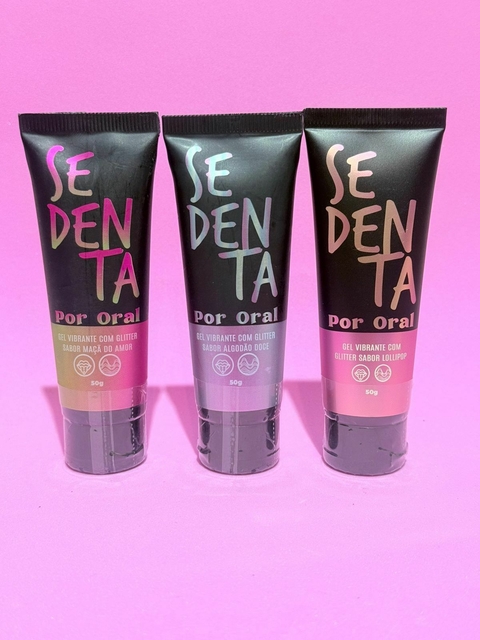 SE
DEN
TA
Por Oral
GEL VIBRANTE COM GLITTER
SABOR MAÇÃ DO AMOR
50g
SE
DEN
TA
Por Oral
GEL VIBRANTE COM GLITTER
SABOR ALGODÃO DOCE
50g
SE
DEN
TA
Por Oral
GEL VIBRANTE COM
GLITTER SABOR LULLIPOP
50g